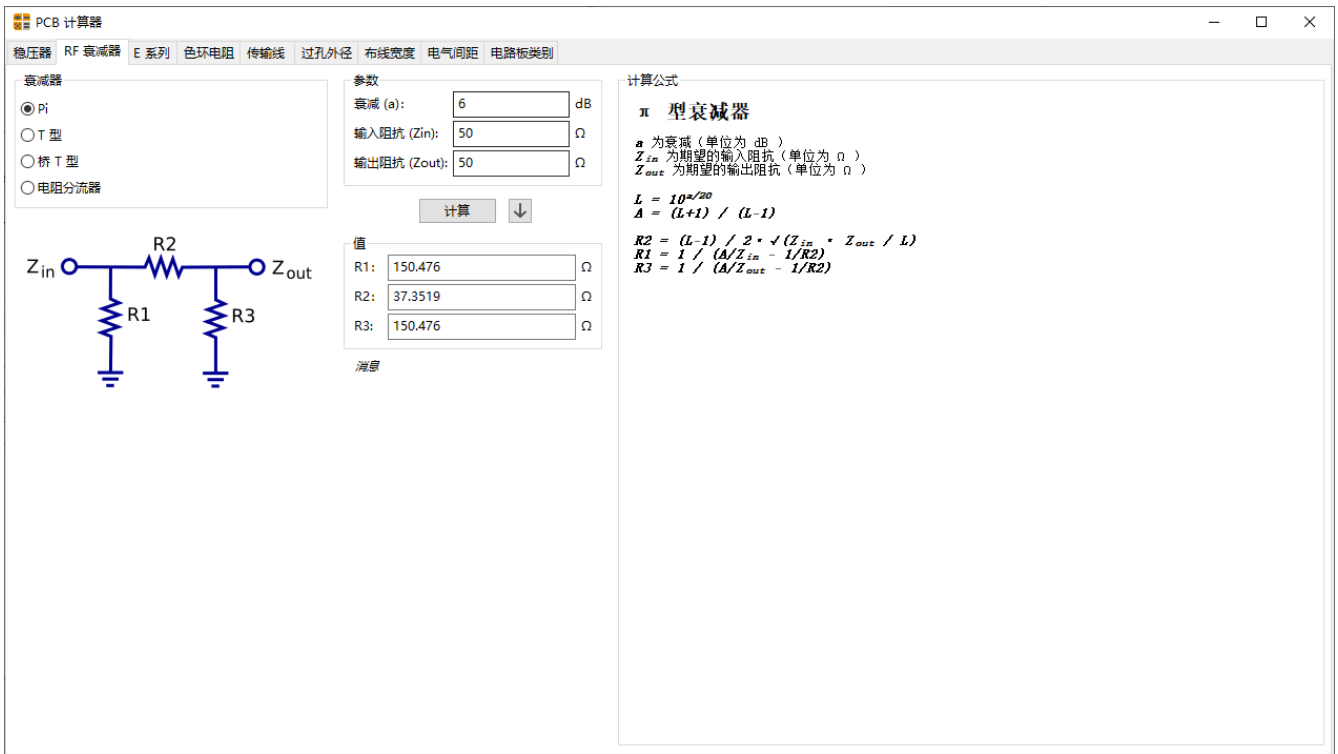 PCB 计算器
稳压器 RF 衰减器 E 系列 色环电阻 传输线 过孔外径 布线宽度 电气间距 电路板类别
衰减器
Pi
T 型
桥 T 型
电阻分流器
Zin
R2
Zout
R1
R3
参数
衰减 (a): 6 dB
输入阻抗 (Zin): 50 Ω
输出阻抗 (Zout): 50 Ω
计算
值
R1: 150.476 Ω
R2: 37.3519 Ω
R3: 150.476 Ω
消息
计算公式
π 型衰减器
a 为衰减（单位为 dB ）
Zin 为期望的输入阻抗（单位为 Ω ）
Zout 为期望的输出阻抗（单位为 Ω ）
L = 10^a/20
A = (L+1) / (L-1)
R2 = (L-1) / 2 · √(Zin · Zout / L)
R1 = 1 / (A/Zin - 1/R2)
R3 = 1 / (A/Zout - 1/R2)